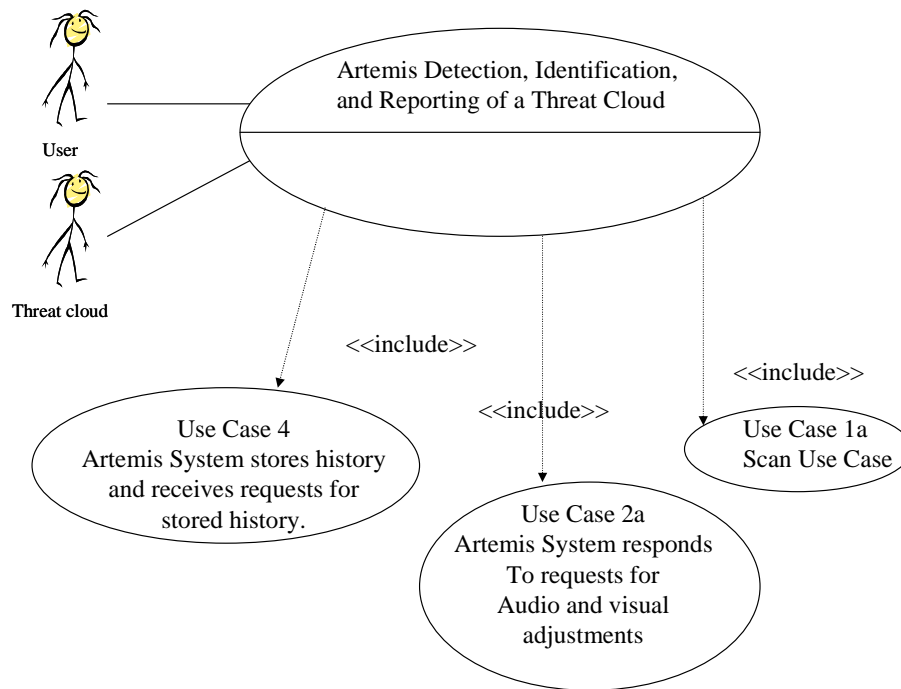 Artemis Detection, Identification,
and Reporting of a Threat Cloud
User
Threat cloud
<<include>>
<<include>>
<<include>>
Use Case 4
Artemis System stores history
and receives requests for
stored history.
Use Case 2a
Artemis System responds
To requests for
Audio and visual
adjustments
Use Case 1a
Scan Use Case